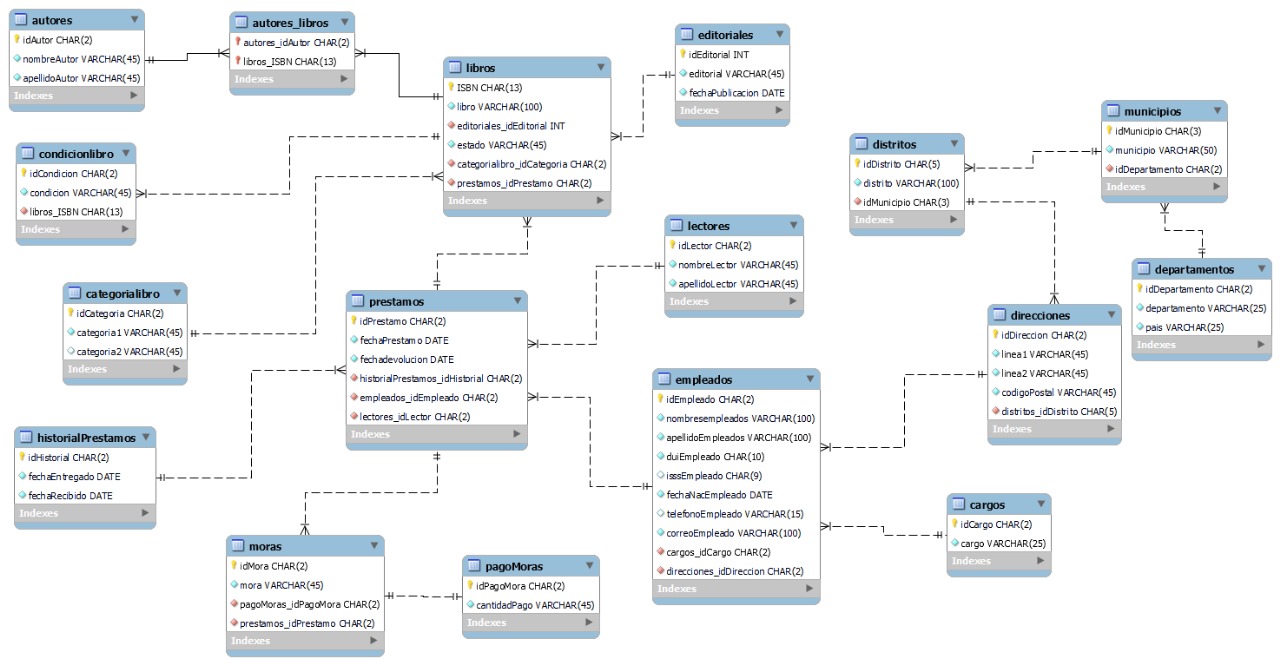 autores
idAutor CHAR(2)
nombreAutor VARCHAR(45)
apellidoAutor VARCHAR(45)
Indexes
autores_libros
autores_idAutor CHAR(2)
libros_ISBN CHAR(13)
Indexes
libros
ISBN CHAR(13)
libro VARCHAR(100)
editoriales_idEditorial INT
estado VARCHAR(45)
categorialibro_idCategoria CHAR(2)
prestamos_idPrestamo CHAR(2)
Indexes
editoriales
idEditorial INT
editorial VARCHAR(45)
fechaPublicacion DATE
Indexes
municipios
idMunicipio CHAR(3)
municipio VARCHAR(50)
idDepartamento CHAR(2)
Indexes
distritos
idDistrito CHAR(5)
distrito VARCHAR(100)
idMunicipio CHAR(3)
Indexes
condicionlibro
idCondicion CHAR(2)
condicion VARCHAR(45)
libros_ISBN CHAR(13)
Indexes
lectores
idLector CHAR(2)
nombreLector VARCHAR(45)
apellidoLector VARCHAR(45)
Indexes
departamentos
idDepartamento CHAR(2)
departamento VARCHAR(25)
pais VARCHAR(25)
Indexes
categorialibro
idCategoria CHAR(2)
categoria1 VARCHAR(45)
categoria2 VARCHAR(45)
Indexes
prestamos
idPrestamo CHAR(2)
fechaPrestamo DATE
fechadevolucion DATE
historialPrestamos_idHistorial CHAR(2)
empleados_idEmpleado CHAR(2)
lectores_idLector CHAR(2)
Indexes
direcciones
idDireccion CHAR(2)
linea1 VARCHAR(45)
linea2 VARCHAR(45)
codigoPostal VARCHAR(45)
distritos_idDistrito CHAR(5)
Indexes
empleados
idEmpleado CHAR(2)
nombresempleados VARCHAR(100)
apellidoEmpleados VARCHAR(100)
duiEmpleado CHAR(10)
isssEmpleado CHAR(9)
fechaNacEmpleado DATE
telefonoEmpleado VARCHAR(15)
correoEmpleado VARCHAR(100)
cargos_idCargo CHAR(2)
direcciones_idDireccion CHAR(2)
Indexes
historialPrestamos
idHistorial CHAR(2)
fechaEntregado DATE
fechaRecibido DATE
Indexes
cargos
idCargo CHAR(2)
cargo VARCHAR(25)
Indexes
moras
idMora CHAR(2)
mora VARCHAR(45)
pagoMoras_idPagoMora CHAR(2)
prestamos_idPrestamo CHAR(2)
Indexes
pagoMoras
idPagoMora CHAR(2)
cantidadPago VARCHAR(45)
Indexes